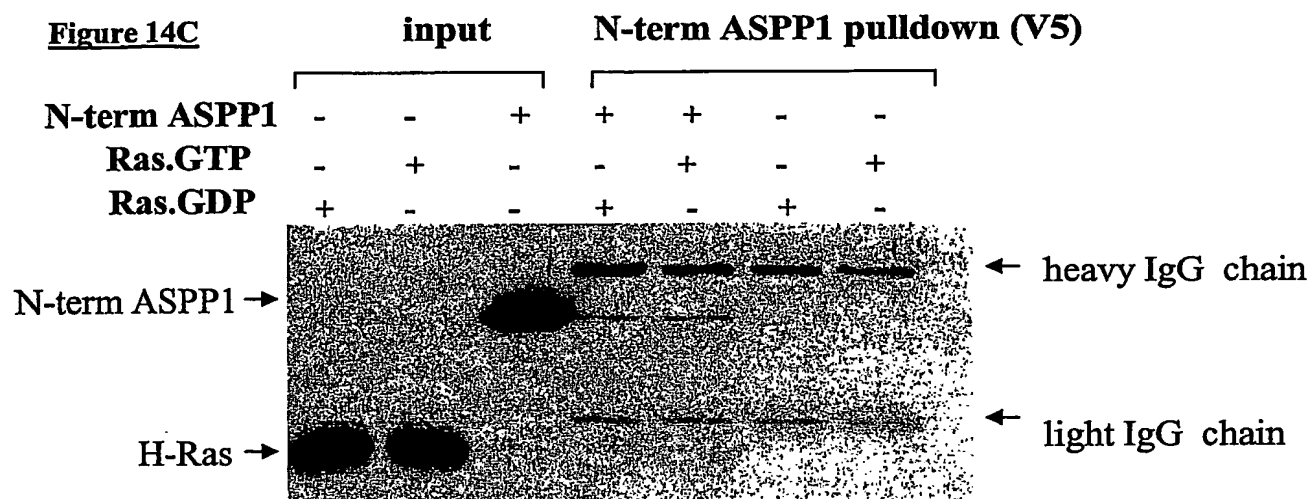 Figure 14C input N-term ASPP1 pulldown (V5)
N-term ASPP1 - - + + + - -
Ras.GTP - + - - + - +
Ras.GDP + - - + - + -
heavy IgG chain
N-term ASPP1
light IgG chain
H-Ras